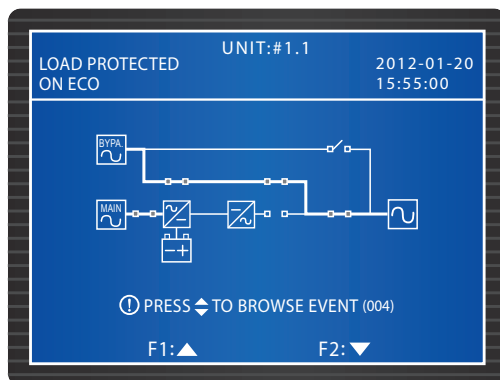 UNIT:#1.1
LOAD PROTECTED
ON ECO
2012-01-20
15:55:00
BYPA.
MAIN
PRESS TO BROWSE EVENT (004)
F1:
F2: